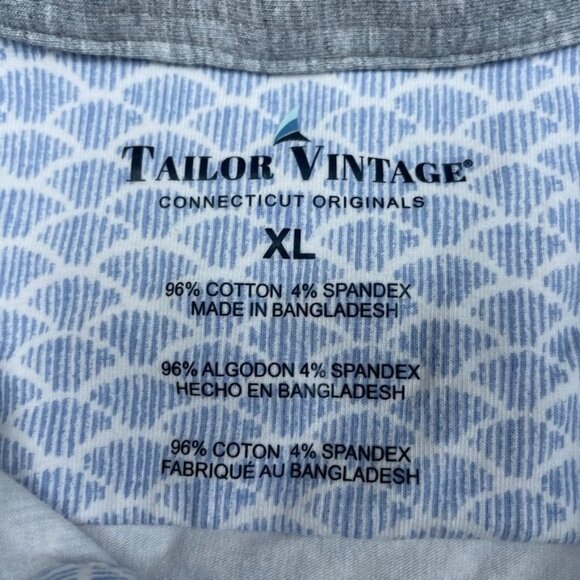 TAILOR VINTAGE®
CONNECTICUT ORIGINALS
XL
96% COTTON 4% SPANDEX
MADE IN BANGLADESH
96% ALGODON 4% SPANDEX
HECHO EN BANGLADESH
96% COTON 4% SPANDEX
FABRIQUÉ AU BANGLADESH